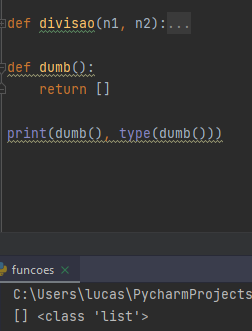 def divisao(n1, n2):...
def dumb():
    return []
print(dumb(), type(dumb()))
funcoes ×
C:\Users\lucas\PycharmProjects
[] <class 'list'>